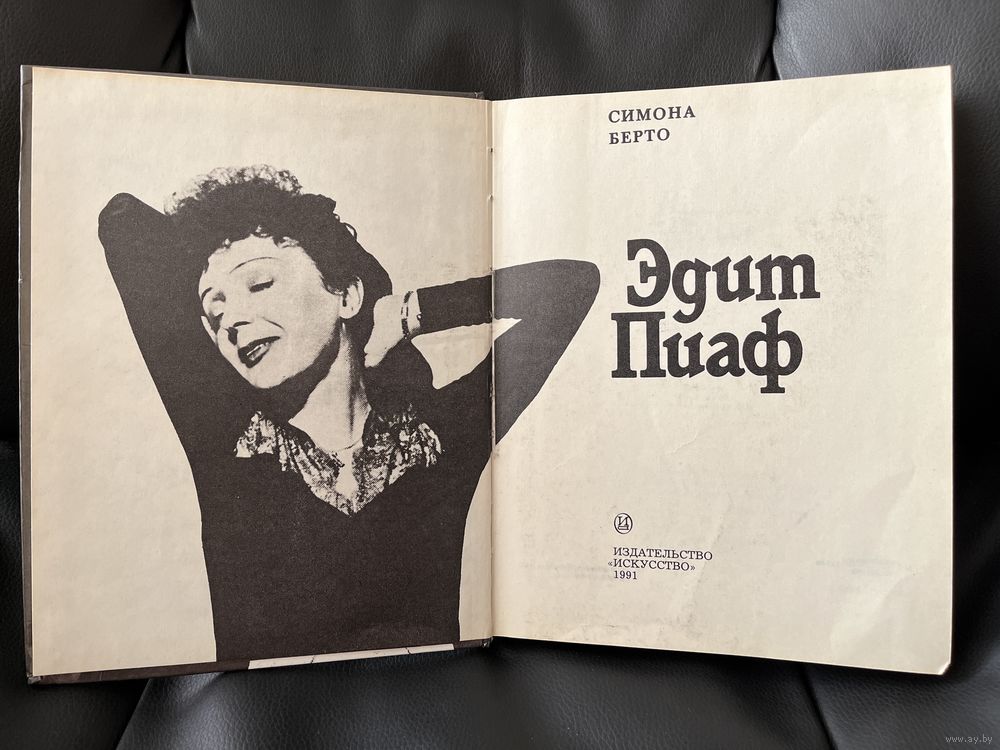 СИМОНА
БЕРТО
Эдит
Пиаф
ИЗДАТЕЛЬСТВО
«ИСКУССТВО»
1991
www.ay.by